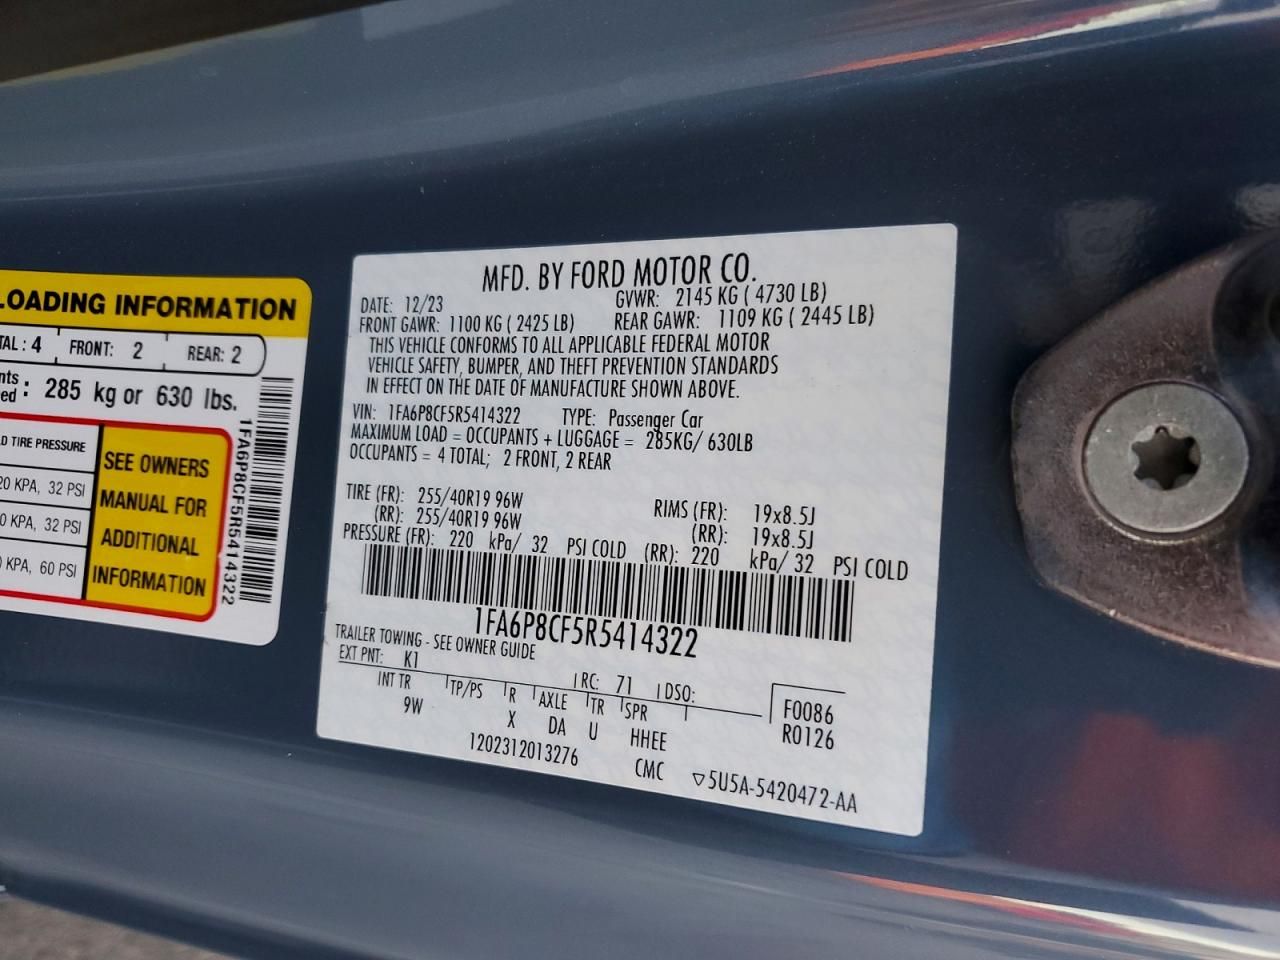 LOADING INFORMATION
TAL : 4 FRONT: 2 REAR: 2
nts
ed : 285 kg or 630 lbs.
D TIRE PRESSURE
20 KPA, 32 PSI
0 KPA, 32 PSI
KPA, 60 PSI
SEE OWNERS
MANUAL FOR
ADDITIONAL
INFORMATION
1FA6P8CF5R5414322
MFD. BY FORD MOTOR CO.
DATE: 12/23 GVWR: 2145 KG ( 4730 LB)
FRONT GAWR: 1100 KG ( 2425 LB) REAR GAWR: 1109 KG ( 2445 LB)
THIS VEHICLE CONFORMS TO ALL APPLICABLE FEDERAL MOTOR
VEHICLE SAFETY, BUMPER, AND THEFT PREVENTION STANDARDS
IN EFFECT ON THE DATE OF MANUFACTURE SHOWN ABOVE.
VIN: 1FA6P8CF5R5414322 TYPE: Passenger Car
MAXIMUM LOAD = OCCUPANTS + LUGGAGE = 285KG/ 630LB
OCCUPANTS = 4 TOTAL; 2 FRONT, 2 REAR
TIRE (FR): 255/40R19 96W RIMS (FR): 19x8.5J
(RR): 255/40R19 96W (RR): 19x8.5J
PRESSURE (FR): 220 kPa/ 32 PSI COLD (RR): 220 kPa/ 32 PSI COLD
1FA6P8CF5R5414322
TRAILER TOWING - SEE OWNER GUIDE
EXT PNT: K1 RC: 71 DSO:
INT TR TP/PS R AXLE TR SPR F0086
9W X DA U HHEE R0126
1202312013276 CMC ▽5U5A-5420472-AA